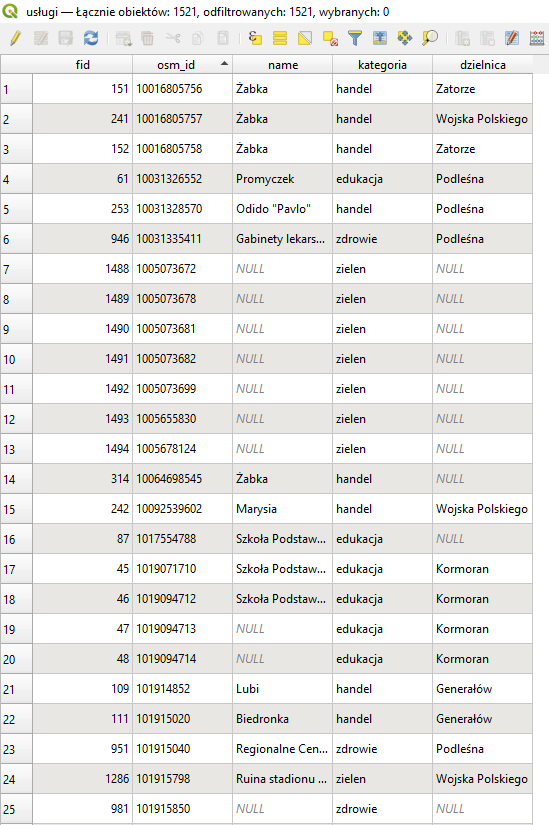 usługi — Łącznie obiektów: 1521, odfiltrowanych: 1521, wybranych: 0
fid osm_id name kategoria dzielnica
1 151 10016805756 Żabka handel Zatorze
2 241 10016805757 Żabka handel Wojska Polskiego
3 152 10016805758 Żabka handel Zatorze
4 61 10031326552 Promyczek edukacja Podleśna
5 253 10031328570 Odido "Pavlo" handel Podleśna
6 946 10031335411 Gabinety lekars... zdrowie Podleśna
7 1488 1005073672 NULL zielen NULL
8 1489 1005073678 NULL zielen NULL
9 1490 1005073681 NULL zielen NULL
10 1491 1005073682 NULL zielen NULL
11 1492 1005073699 NULL zielen NULL
12 1493 1005655830 NULL zielen NULL
13 1494 1005678124 NULL zielen NULL
14 314 10064698545 Żabka handel NULL
15 242 10092539602 Marysia handel Wojska Polskiego
16 87 1017554788 Szkoła Podstaw... edukacja NULL
17 45 1019071710 Szkoła Podstaw... edukacja Kormoran
18 46 1019094712 Szkoła Podstaw... edukacja Kormoran
19 47 1019094713 NULL edukacja Kormoran
20 48 1019094714 NULL edukacja Kormoran
21 109 101914852 Lubi handel Generałów
22 111 101915020 Biedronka handel Generałów
23 951 101915040 Regionalne Cen... zdrowie Podleśna
24 1286 101915798 Ruina stadionu ... zielen Wojska Polskiego
25 981 101915850 NULL zdrowie NULL